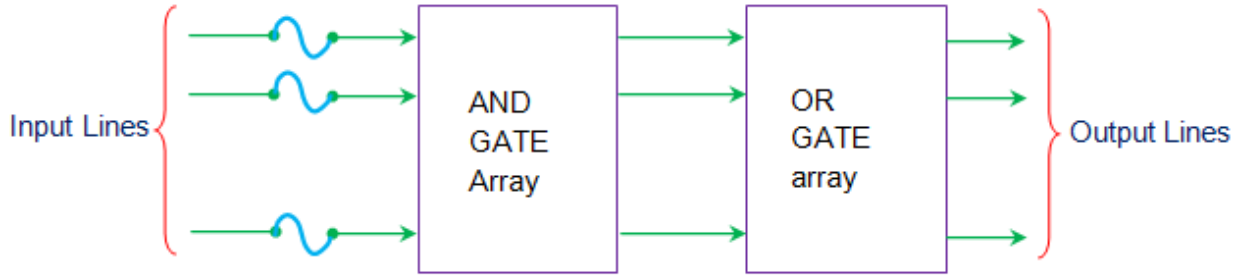 Input Lines
AND
GATE
Array
OR
GATE
array
Output Lines